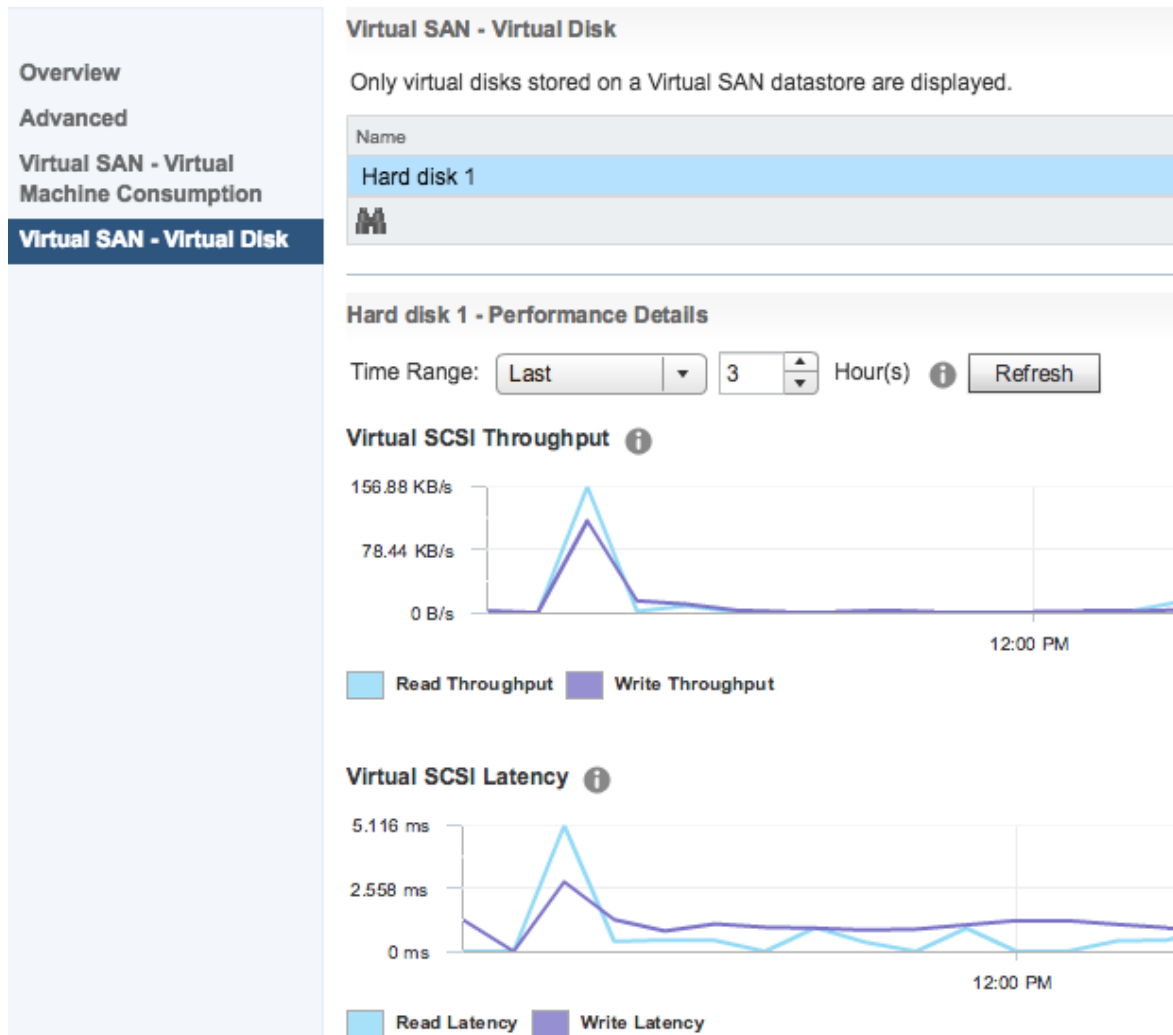 Overview
Advanced
Virtual SAN - Virtual
Machine Consumption
Virtual SAN - Virtual Disk
Virtual SAN - Virtual Disk
Only virtual disks stored on a Virtual SAN datastore are displayed.
Name
Hard disk 1
Hard disk 1 - Performance Details
Time Range: Last 3 Hour(s) Refresh
Virtual SCSI Throughput
156.88 KB/s
78.44 KB/s
0 B/s
12:00 PM
Read Throughput Write Throughput
Virtual SCSI Latency
5.116 ms
2.558 ms
0 ms
12:00 PM
Read Latency Write Latency